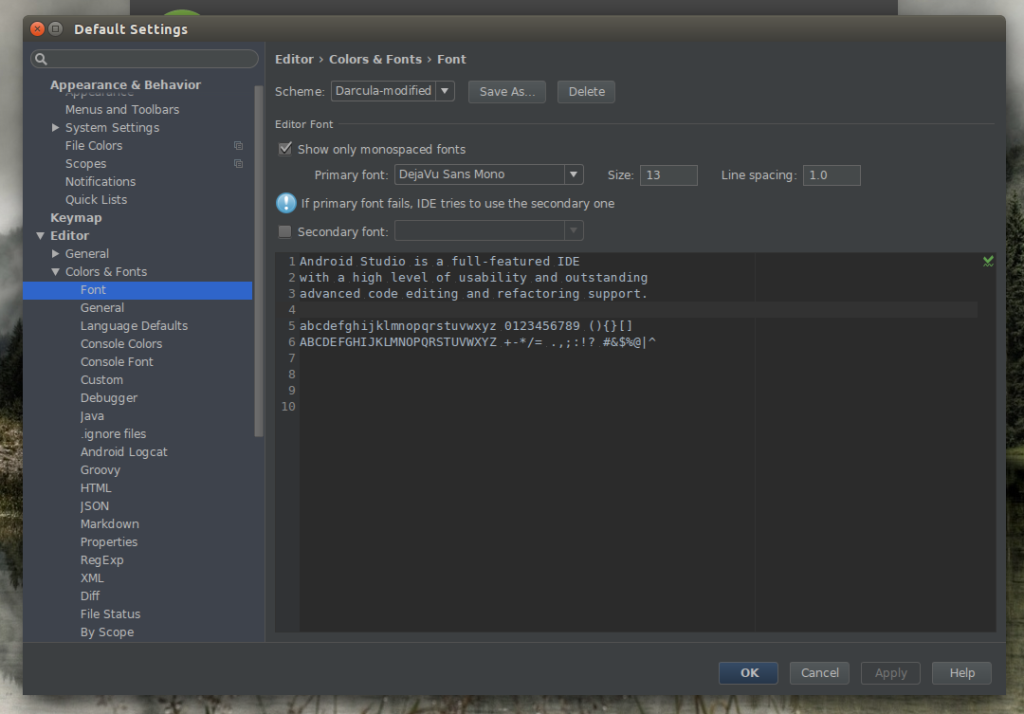 Default Settings
Appearance & Behavior
Appearance
Menus and Toolbars
System Settings
File Colors
Scopes
Notifications
Quick Lists
Keymap
Editor
General
Colors & Fonts
Font
General
Language Defaults
Console Colors
Console Font
Custom
Debugger
Java
.ignore files
Android Logcat
Groovy
HTML
JSON
Markdown
Properties
RegExp
XML
Diff
File Status
By Scope
Editor › Colors & Fonts › Font
Scheme: Darcula-modified Save As... Delete
Editor Font
Show only monospaced fonts
Primary font: DejaVu Sans Mono Size: 13 Line spacing: 1.0
If primary font fails, IDE tries to use the secondary one
Secondary font:
1 Android Studio is a full-featured IDE
2 with a high level of usability and outstanding
3 advanced code editing and refactoring support.
4
5 abcdefghijklmnopqrstuvwxyz 0123456789 (){}[]
6 ABCDEFGHIJKLMNOPQRSTUVWXYZ +-*/= .,;:!? #&$%@|^
7
8
9
10
OK Cancel Apply Help